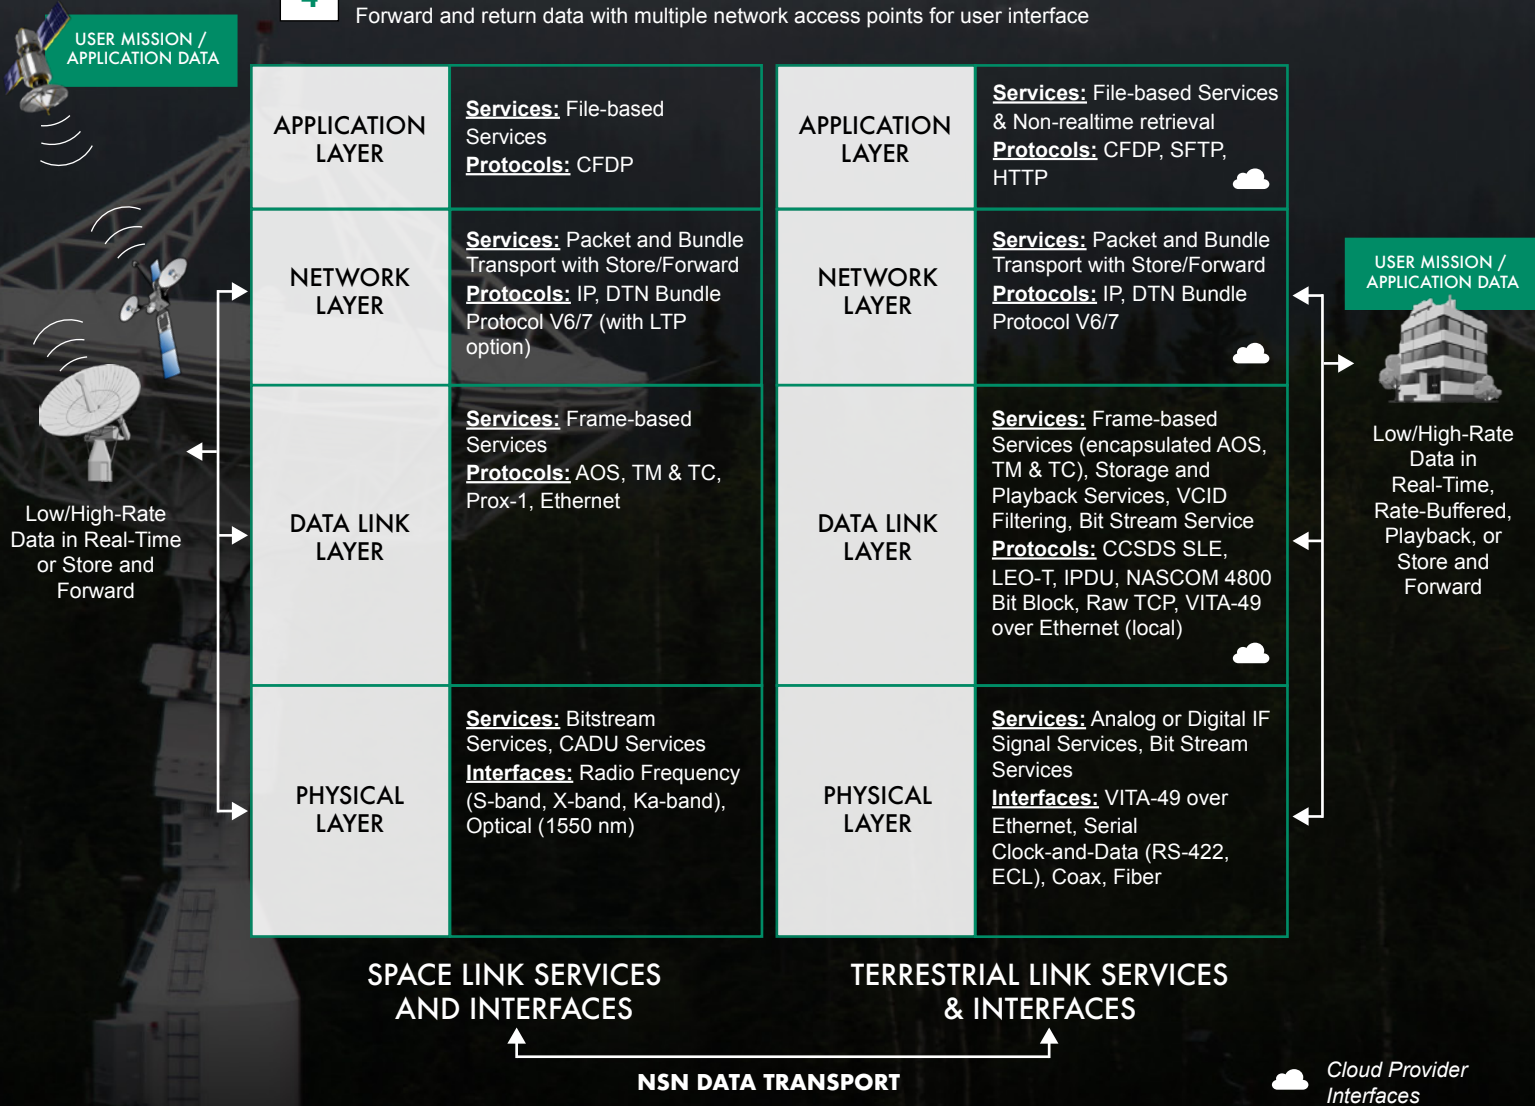 4
Forward and return data with multiple network access points for user interface
USER MISSION /
APPLICATION DATA
APPLICATION
LAYER
Services: File-based
Services
Protocols: CFDP
NETWORK
LAYER
Services: Packet and Bundle
Transport with Store/Forward
Protocols: IP, DTN Bundle
Protocol V6/7 (with LTP
option)
DATA LINK
LAYER
Services: Frame-based
Services
Protocols: AOS, TM & TC,
Prox-1, Ethernet
PHYSICAL
LAYER
Services: Bitstream
Services, CADU Services
Interfaces: Radio Frequency
(S-band, X-band, Ka-band),
Optical (1550 nm)
Low/High-Rate
Data in Real-Time
or Store and
Forward
APPLICATION
LAYER
Services: File-based Services
& Non-realtime retrieval
Protocols: CFDP, SFTP,
HTTP
NETWORK
LAYER
Services: Packet and Bundle
Transport with Store/Forward
Protocols: IP, DTN Bundle
Protocol V6/7
DATA LINK
LAYER
Services: Frame-based
Services (encapsulated AOS,
TM & TC), Storage and
Playback Services, VCID
Filtering, Bit Stream Service
Protocols: CCSDS SLE,
LEO-T, IPDU, NASCOM 4800
Bit Block, Raw TCP, VITA-49
over Ethernet (local)
PHYSICAL
LAYER
Services: Analog or Digital IF
Signal Services, Bit Stream
Services
Interfaces: VITA-49 over
Ethernet, Serial
Clock-and-Data (RS-422,
ECL), Coax, Fiber
USER MISSION /
APPLICATION DATA
Low/High-Rate
Data in
Real-Time,
Rate-Buffered,
Playback, or
Store and
Forward
SPACE LINK SERVICES
AND INTERFACES
TERRESTRIAL LINK SERVICES
& INTERFACES
NSN DATA TRANSPORT
Cloud Provider
Interfaces